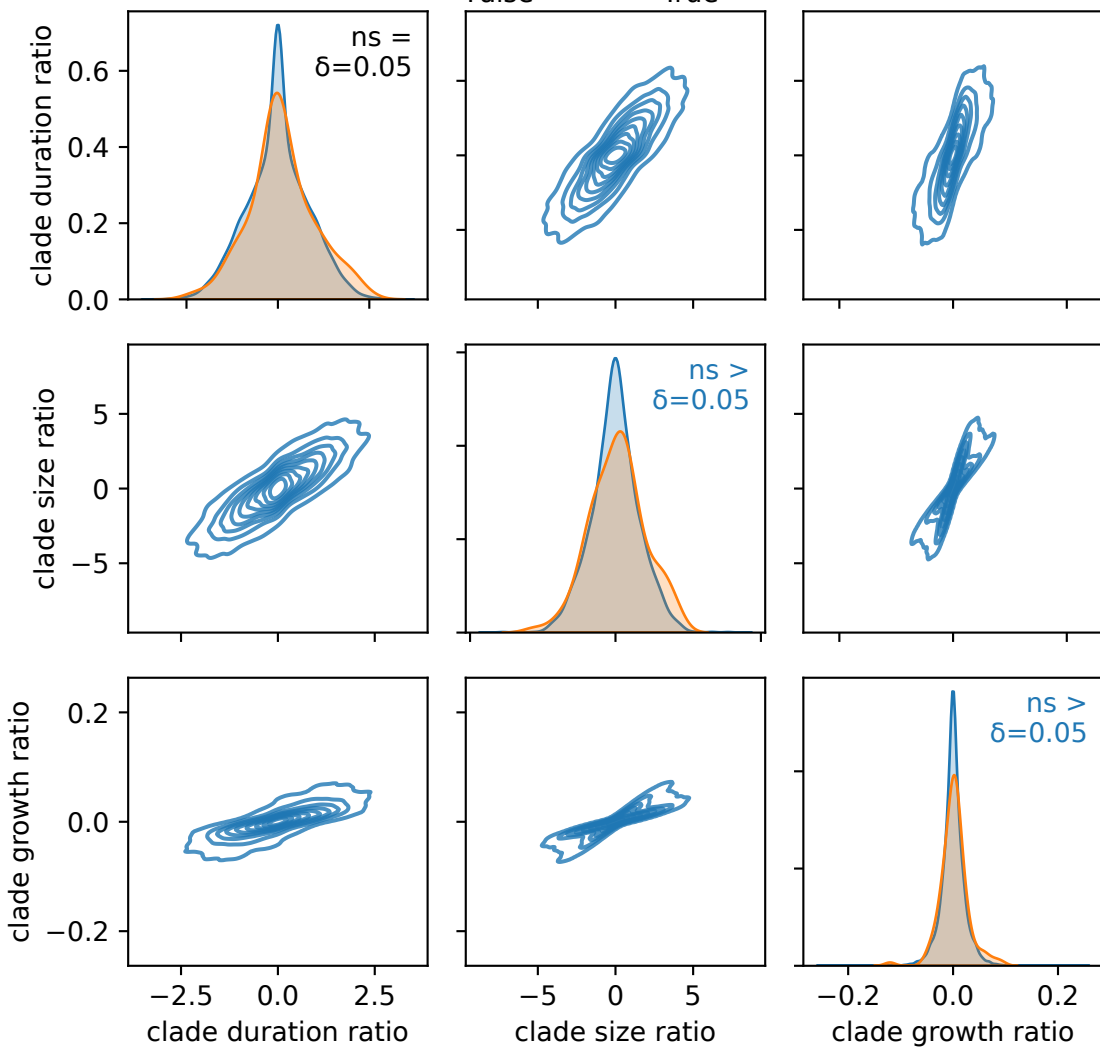 clade duration ratio
0.6
0.4
0.2
0.0
ns =
δ=0.05
clade size ratio
5
0
−5
ns >
δ=0.05
clade growth ratio
0.2
0.0
−0.2
ns >
δ=0.05
−2.5 0.0 2.5
−5 0 5
−0.2 0.0 0.2
clade duration ratio
clade size ratio
clade growth ratio